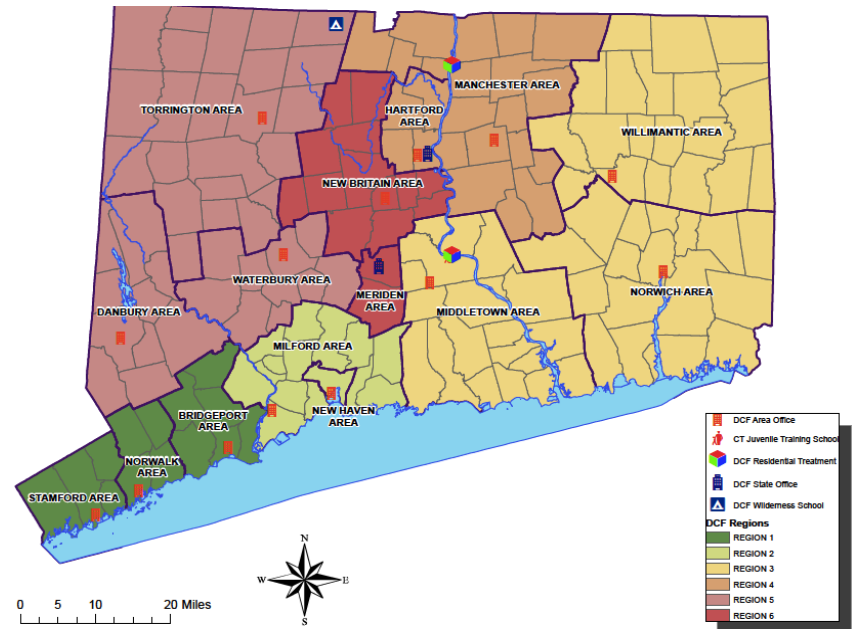 TORRINGTON AREA
HARTFORD
AREA
MANCHESTER AREA
WILLIMANTIC AREA
NEW BRITAIN AREA
WATERBURY AREA
MERIDEN
AREA
DANBURY AREA
MIDDLETOWN AREA
NORWICH AREA
MILFORD AREA
NEW HAVEN
AREA
BRIDGEPORT
AREA
NORWALK
AREA
STAMFORD AREA
N
W E
S
0 5 10 20 Miles
DCF Area Office
CT Juvenile Training School
DCF Residential Treatment
DCF State Office
DCF Wilderness School
DCF Regions
REGION 1
REGION 2
REGION 3
REGION 4
REGION 5
REGION 6